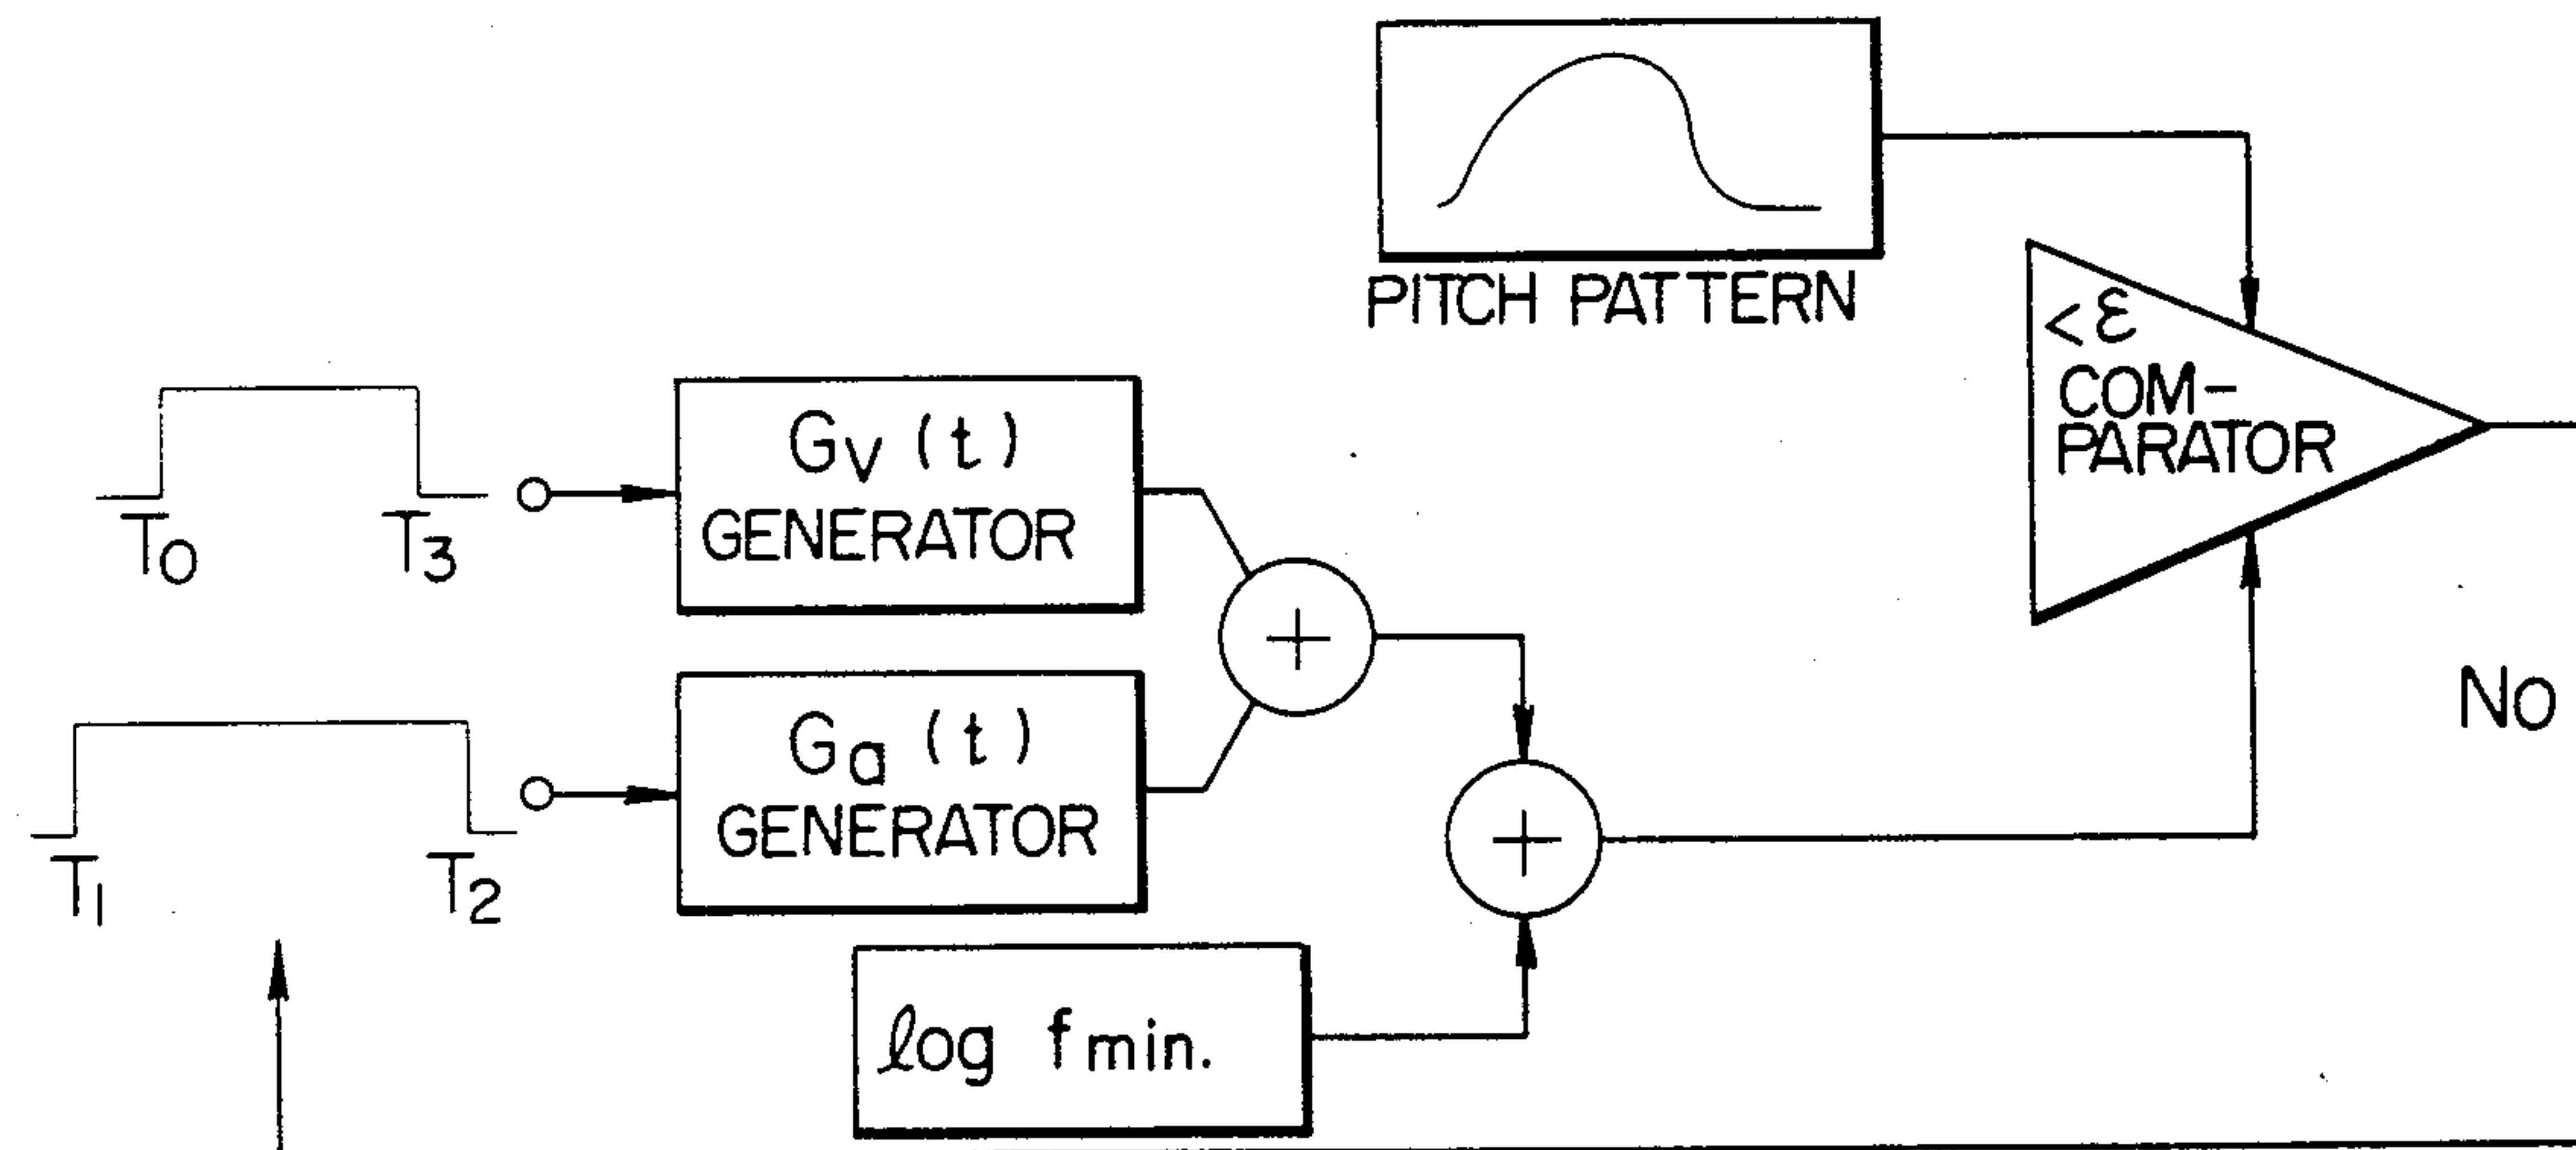 PITCH PATTERN
<ε
COM-
PARATOR
T0 T3
Gv (t)
GENERATOR
+
No
T1 T2
Ga (t)
GENERATOR
+
log fmin.